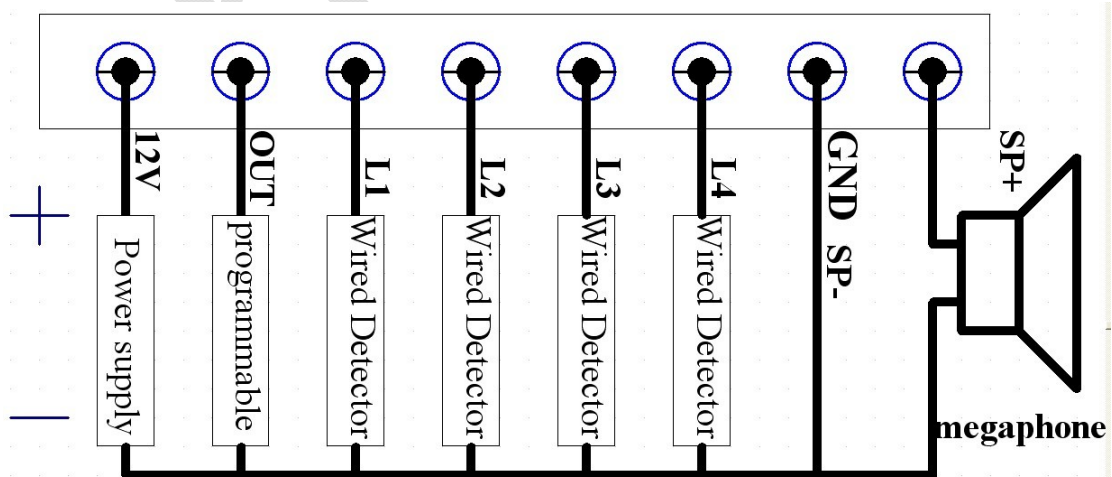 12V
OUT
L1
L2
L3
L4
GND SP-
SP+
Power supply
programmable
Wired Detector
Wired Detector
Wired Detector
Wired Detector
megaphone